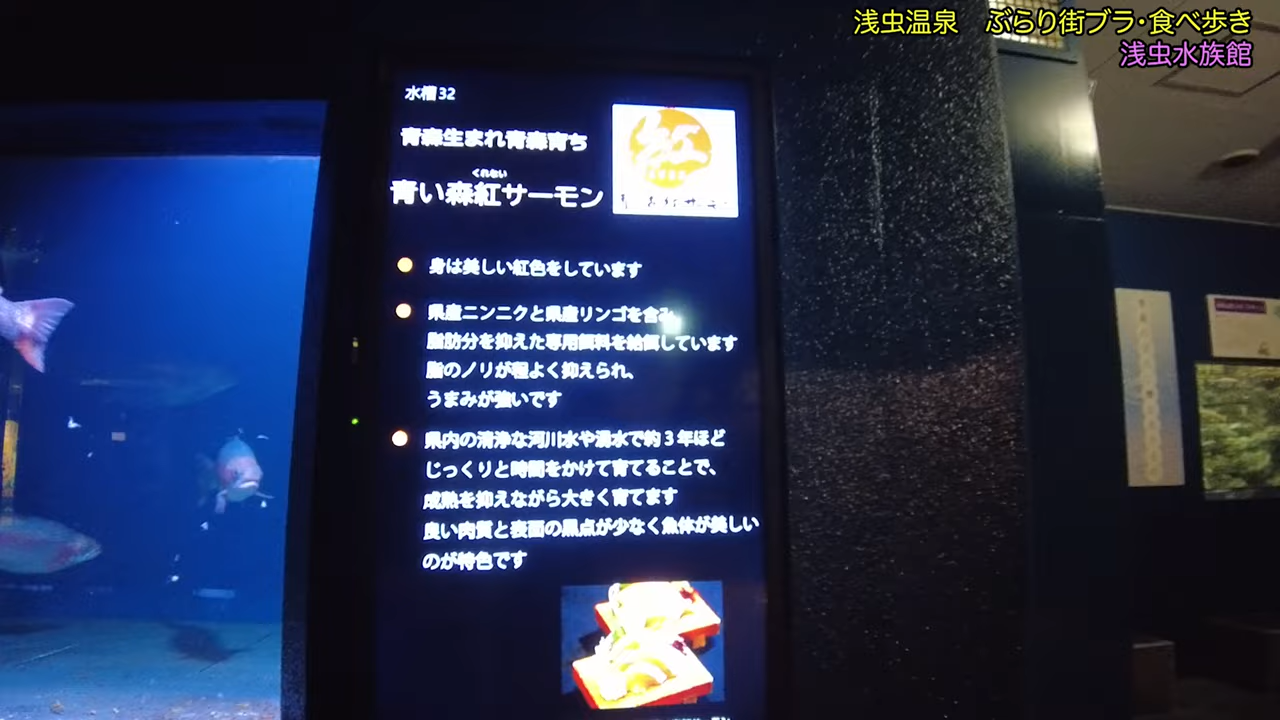 浅虫温泉 ぶらり街ブラ・食べ歩き
浅虫水族館
水槽32
青森生まれ青森育ち
くれない
青い森紅サーモン
紅
身は美しい紅色をしています
県産ニンニクと県産リンゴを含み
脂肪分を抑えた専用飼料を給餌しています
脂のノリが程よく抑えられ、
うまみが強いです
県内の清浄な河川水や湧水で約3年ほど
じっくりと時間をかけて育てることで、
成熟を抑えながら大きく育てます
良い肉質と表面の黒点が少なく魚体が美しい
のが特色です